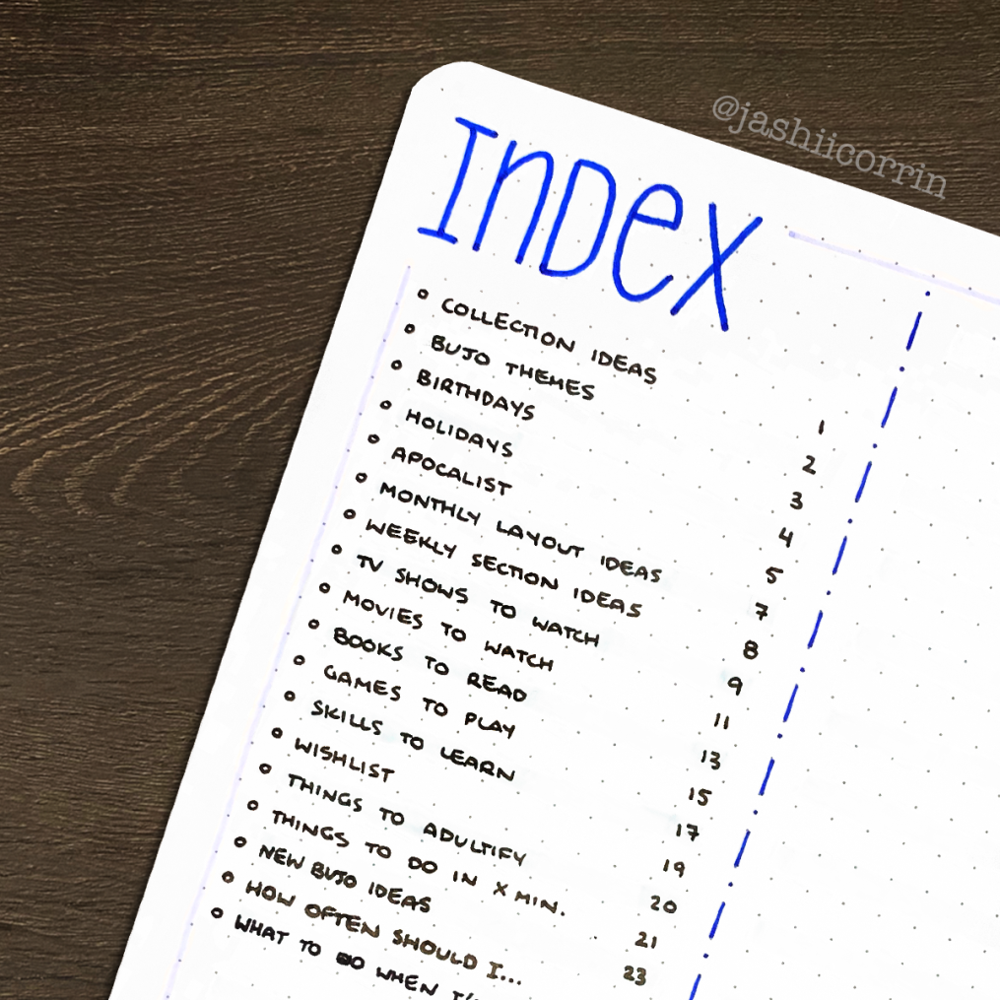 @jashiicorrin
INDEX
COLLECTION IDEAS 1
BUJO THEMES 2
BIRTHDAYS 3
HOLIDAYS 4
APOCALIST 5
MONTHLY LAYOUT IDEAS 7
WEEKLY SECTION IDEAS 8
TV SHOWS TO WATCH 9
MOVIES TO WATCH 11
BOOKS TO READ 13
GAMES TO PLAY 15
SKILLS TO LEARN 17
WISHLIST 19
THINGS TO ADULTIFY 20
THINGS TO DO IN X MIN. 21
NEW BUJO IDEAS 23
HOW OFTEN SHOULD I...
WHAT TO DO WHEN